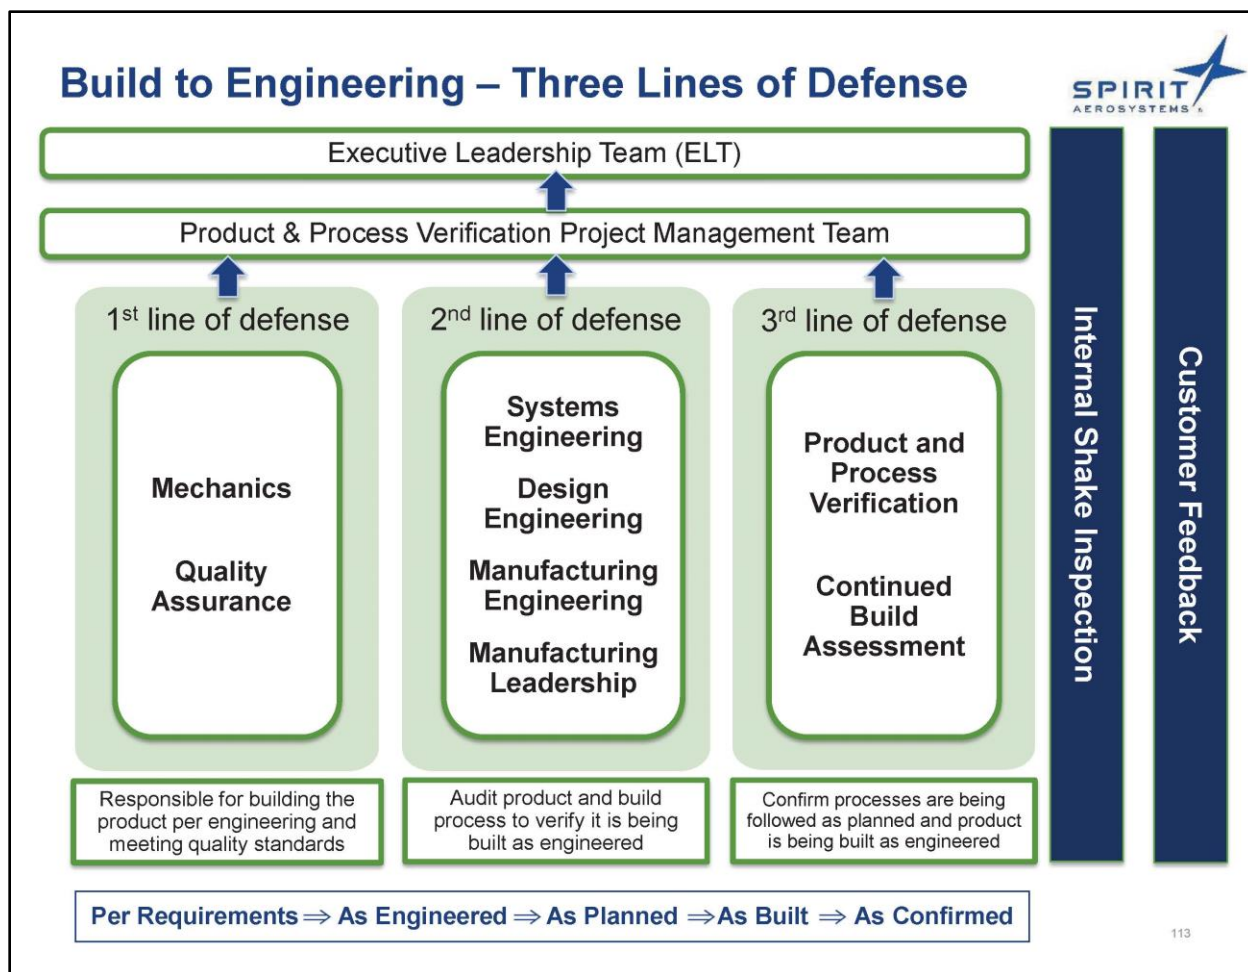 Build to Engineering – Three Lines of Defense
SPIRIT
AEROSYSTEMS
Executive Leadership Team (ELT)
Product & Process Verification Project Management Team
1st line of defense
Mechanics
Quality
Assurance
Responsible for building the
product per engineering and
meeting quality standards
2nd line of defense
Systems
Engineering
Design
Engineering
Manufacturing
Engineering
Manufacturing
Leadership
Audit product and build
process to verify it is being
built as engineered
3rd line of defense
Product and
Process
Verification
Continued
Build
Assessment
Confirm processes are being
followed as planned and product
is being built as engineered
Internal Shake Inspection
Customer Feedback
Per Requirements ⇒ As Engineered ⇒ As Planned ⇒As Built ⇒ As Confirmed
113